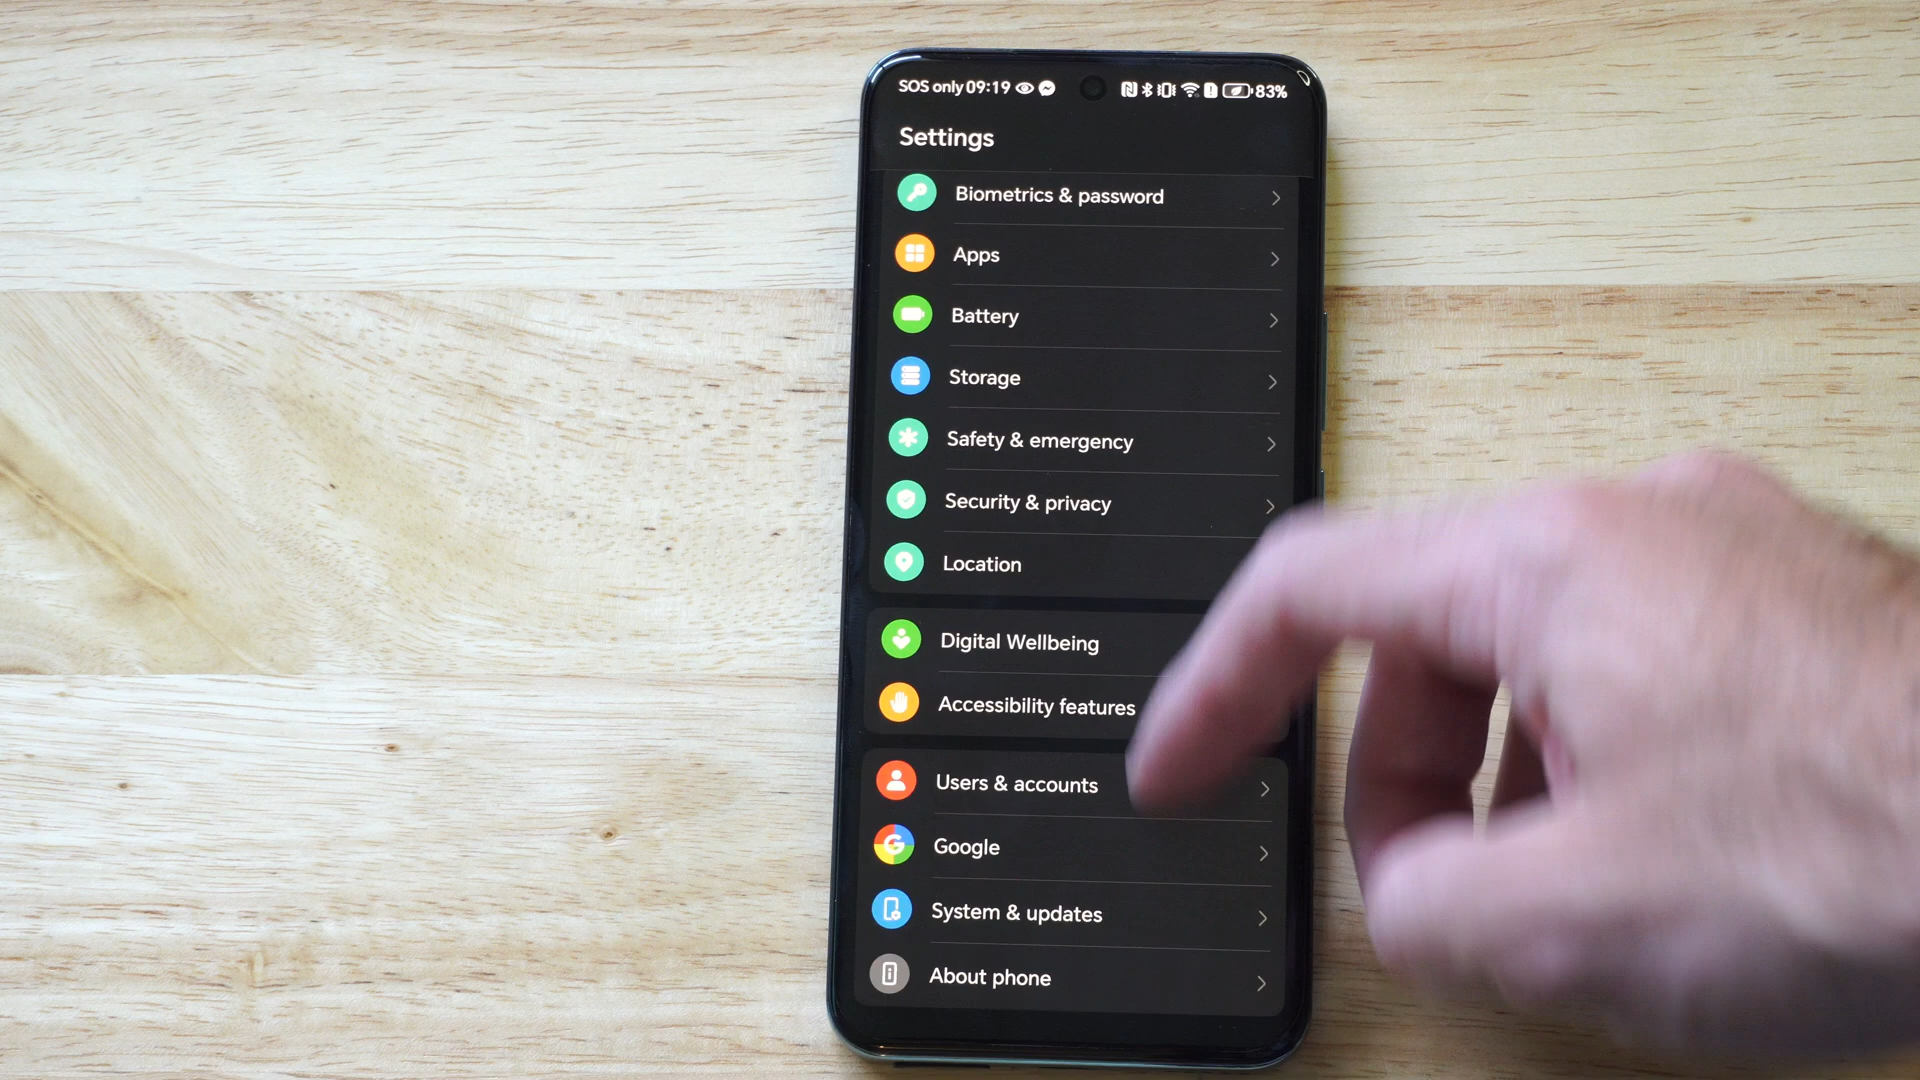 SOS only 09:19 83%
Settings
Biometrics & password
Apps
Battery
Storage
Safety & emergency
Security & privacy
Location
Digital Wellbeing
Accessibility features
Users & accounts
Google
System & updates
About phone